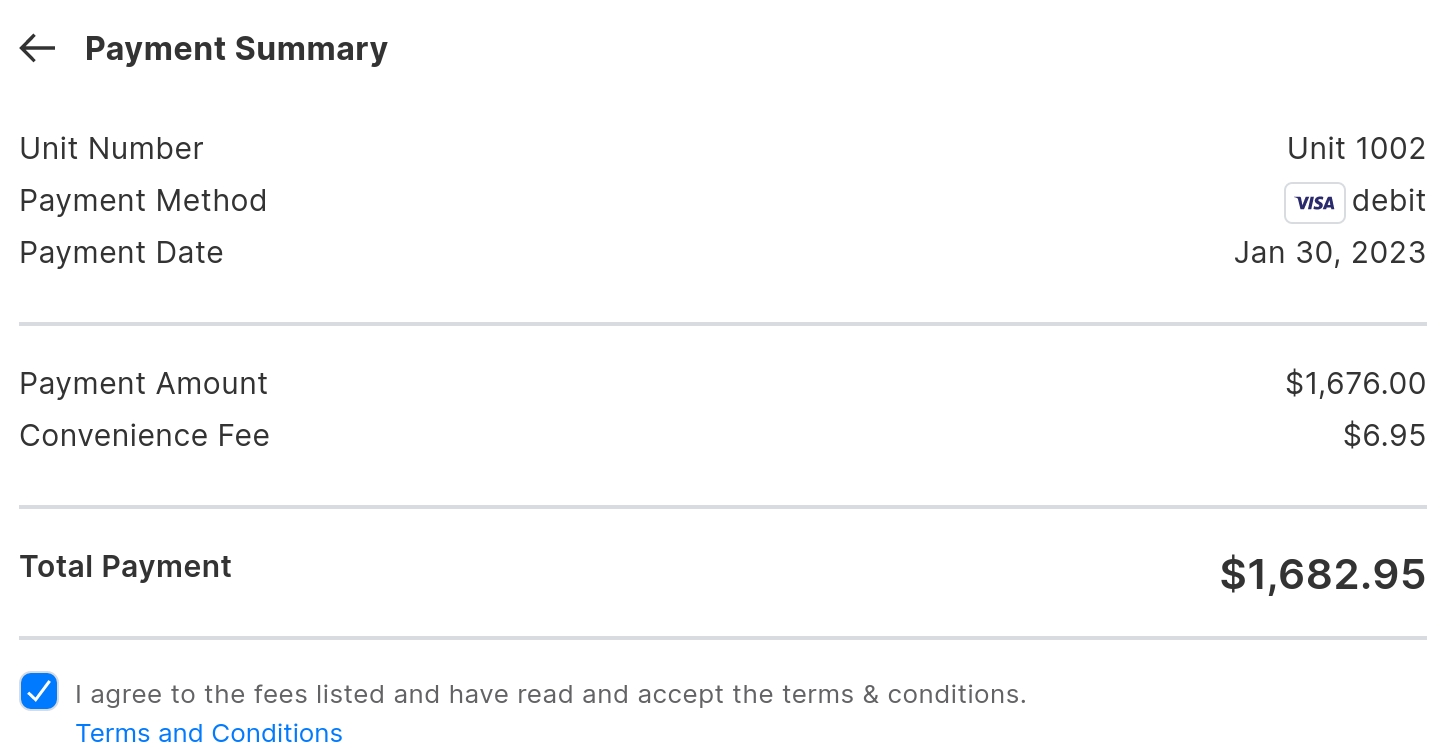 Payment Summary
Unit Number Unit 1002
Payment Method VISA debit
Payment Date Jan 30, 2023
Payment Amount $1,676.00
Convenience Fee $6.95
Total Payment $1,682.95
I agree to the fees listed and have read and accept the terms & conditions.
Terms and Conditions